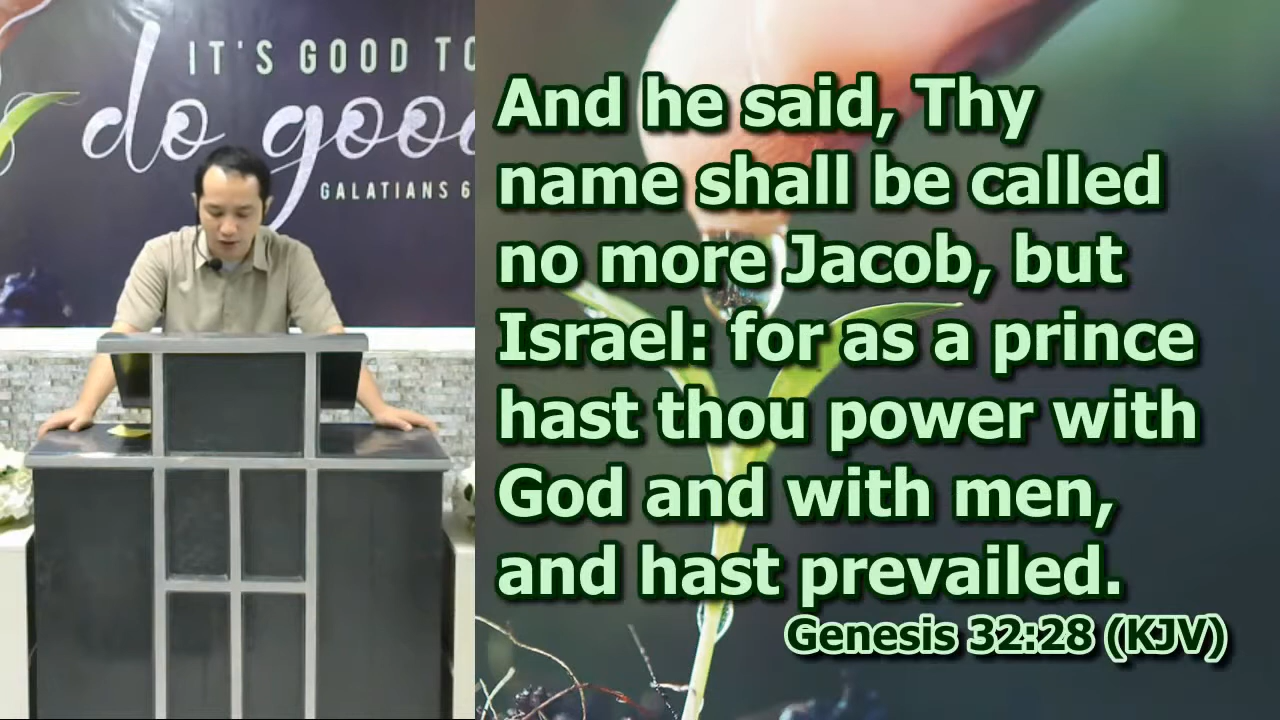 IT'S GOOD TO
do good
GALATIANS 6
And he said, Thy
name shall be called
no more Jacob, but
Israel: for as a prince
hast thou power with
God and with men,
and hast prevailed.
Genesis 32:28 (KJV)